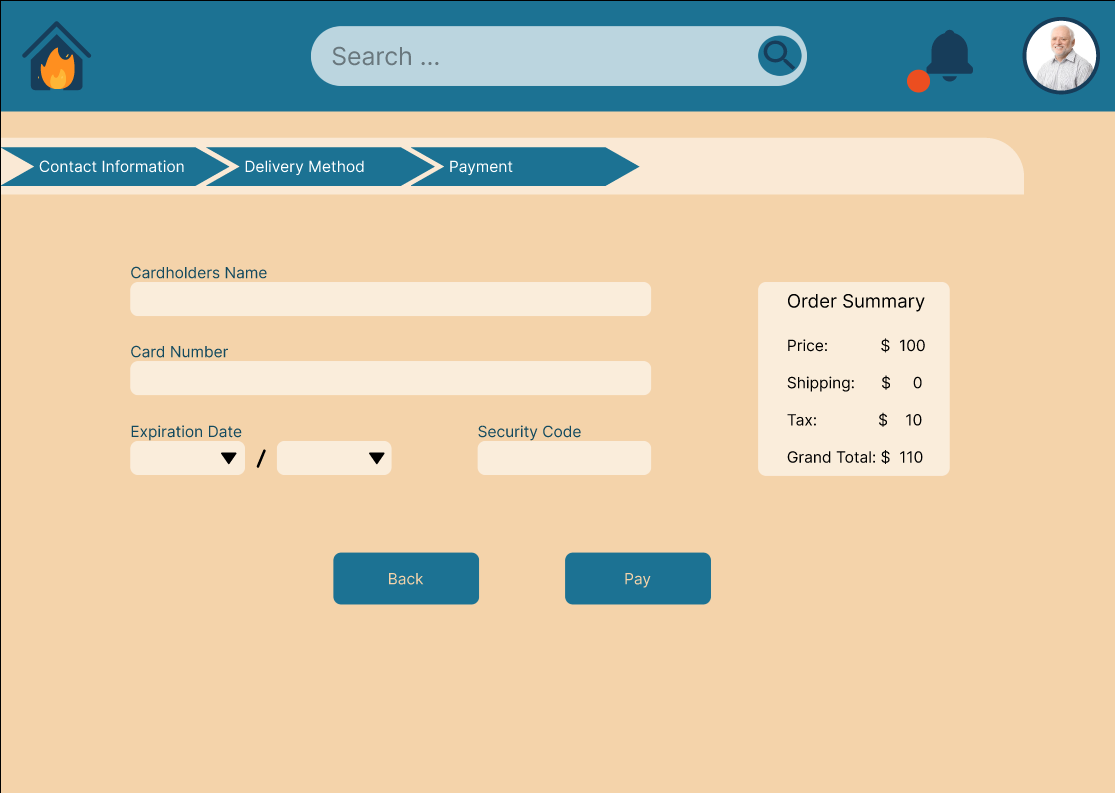 Search ...
Contact Information
Delivery Method
Payment
Cardholders Name
Card Number
Expiration Date
/
Security Code
Order Summary
Price: $ 100
Shipping: $ 0
Tax: $ 10
Grand Total: $ 110
Back
Pay